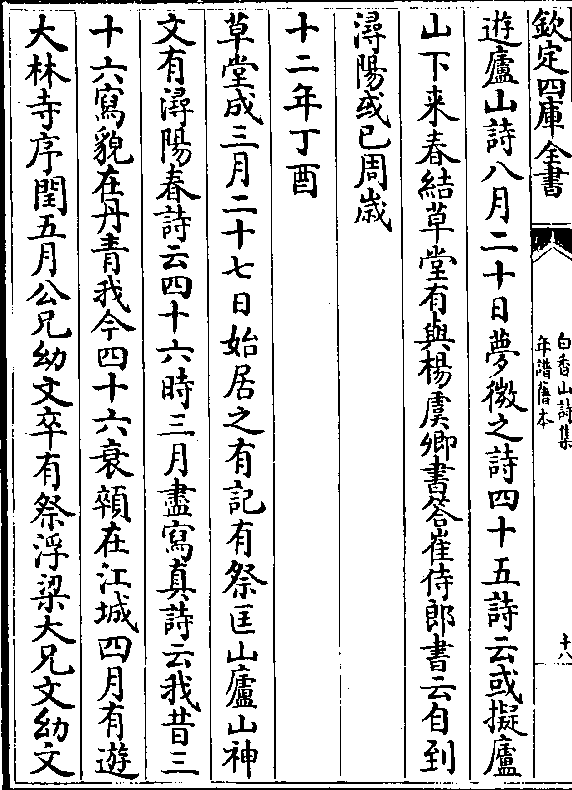 欽定四庫全書
白香山詩集
年譜舊本
十八
遊廬山詩八月二十日夢微之詩四十五詩云或擬廬
山下来春結草堂有與楊虞卿書答崔侍郎書云自到
潯陽或已周歳
十二年丁酉
草堂成三月二十七日始居之有記有祭匡山廬山神
文有潯陽春詩云四十六時三月盡寫真詩云我昔三
十六寫貌在丹青我今四十六衰顇在江城四月有遊
大林寺序閏五月公兄幼文卒有祭浮梁大兄文幼文